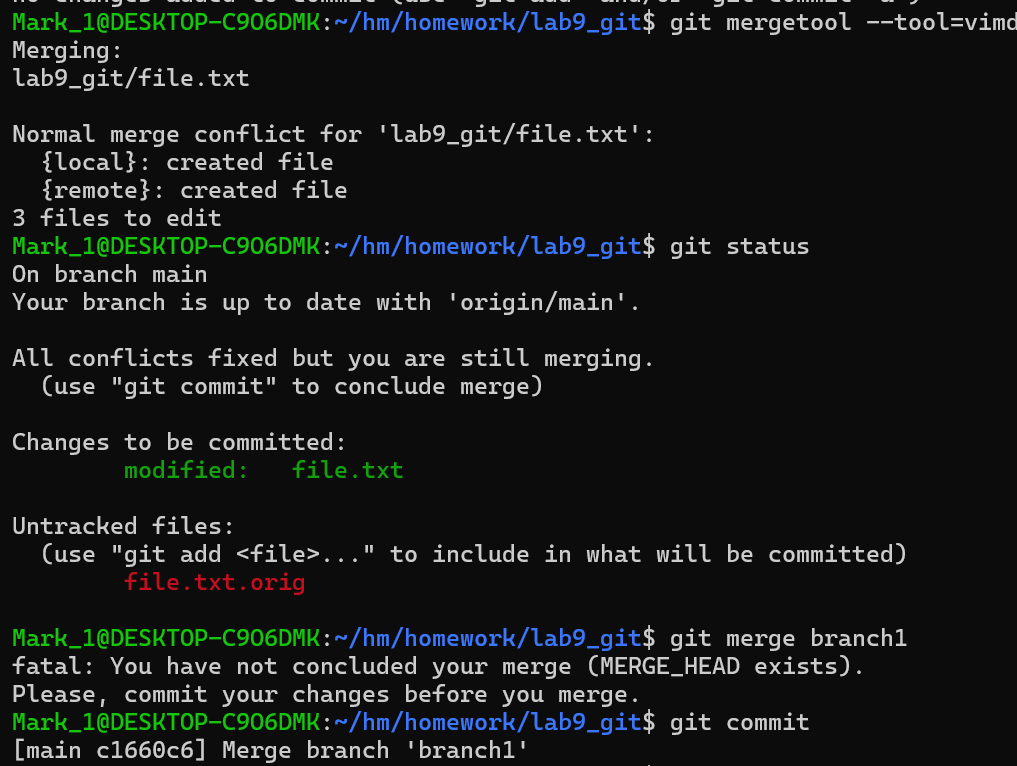 Mark_1@DESKTOP-C9O6DMK:~/hm/homework/lab9_git$ git mergetool --tool=vimd
Merging:
lab9_git/file.txt
Normal merge conflict for 'lab9_git/file.txt':
  {local}: created file
  {remote}: created file
3 files to edit
Mark_1@DESKTOP-C9O6DMK:~/hm/homework/lab9_git$ git status
On branch main
Your branch is up to date with 'origin/main'.
All conflicts fixed but you are still merging.
  (use "git commit" to conclude merge)
Changes to be committed:
        modified:   file.txt
Untracked files:
  (use "git add <file>..." to include in what will be committed)
        file.txt.orig
Mark_1@DESKTOP-C9O6DMK:~/hm/homework/lab9_git$ git merge branch1
fatal: You have not concluded your merge (MERGE_HEAD exists).
Please, commit your changes before you merge.
Mark_1@DESKTOP-C9O6DMK:~/hm/homework/lab9_git$ git commit
[main c1660c6] Merge branch 'branch1'